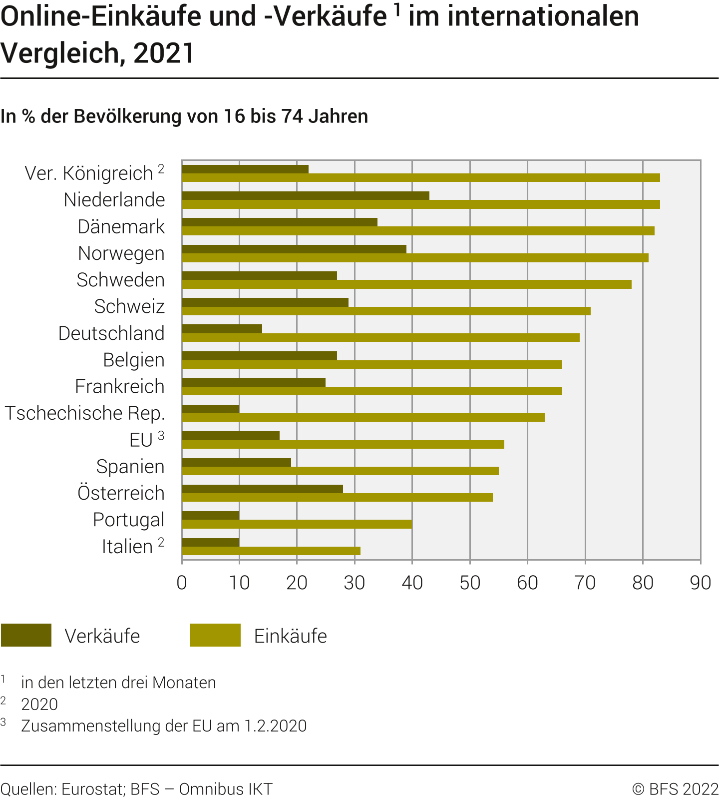 Online-Einkäufe und -Verkäufe ¹ im internationalen
Vergleich, 2021
In % der Bevölkerung von 16 bis 74 Jahren
Ver. Königreich ²
Niederlande
Dänemark
Norwegen
Schweden
Schweiz
Deutschland
Belgien
Frankreich
Tschechische Rep.
EU ³
Spanien
Österreich
Portugal
Italien ²
0 10 20 30 40 50 60 70 80 90
Verkäufe Einkäufe
¹ in den letzten drei Monaten
² 2020
³ Zusammenstellung der EU am 1.2.2020
Quellen: Eurostat; BFS – Omnibus IKT © BFS 2022